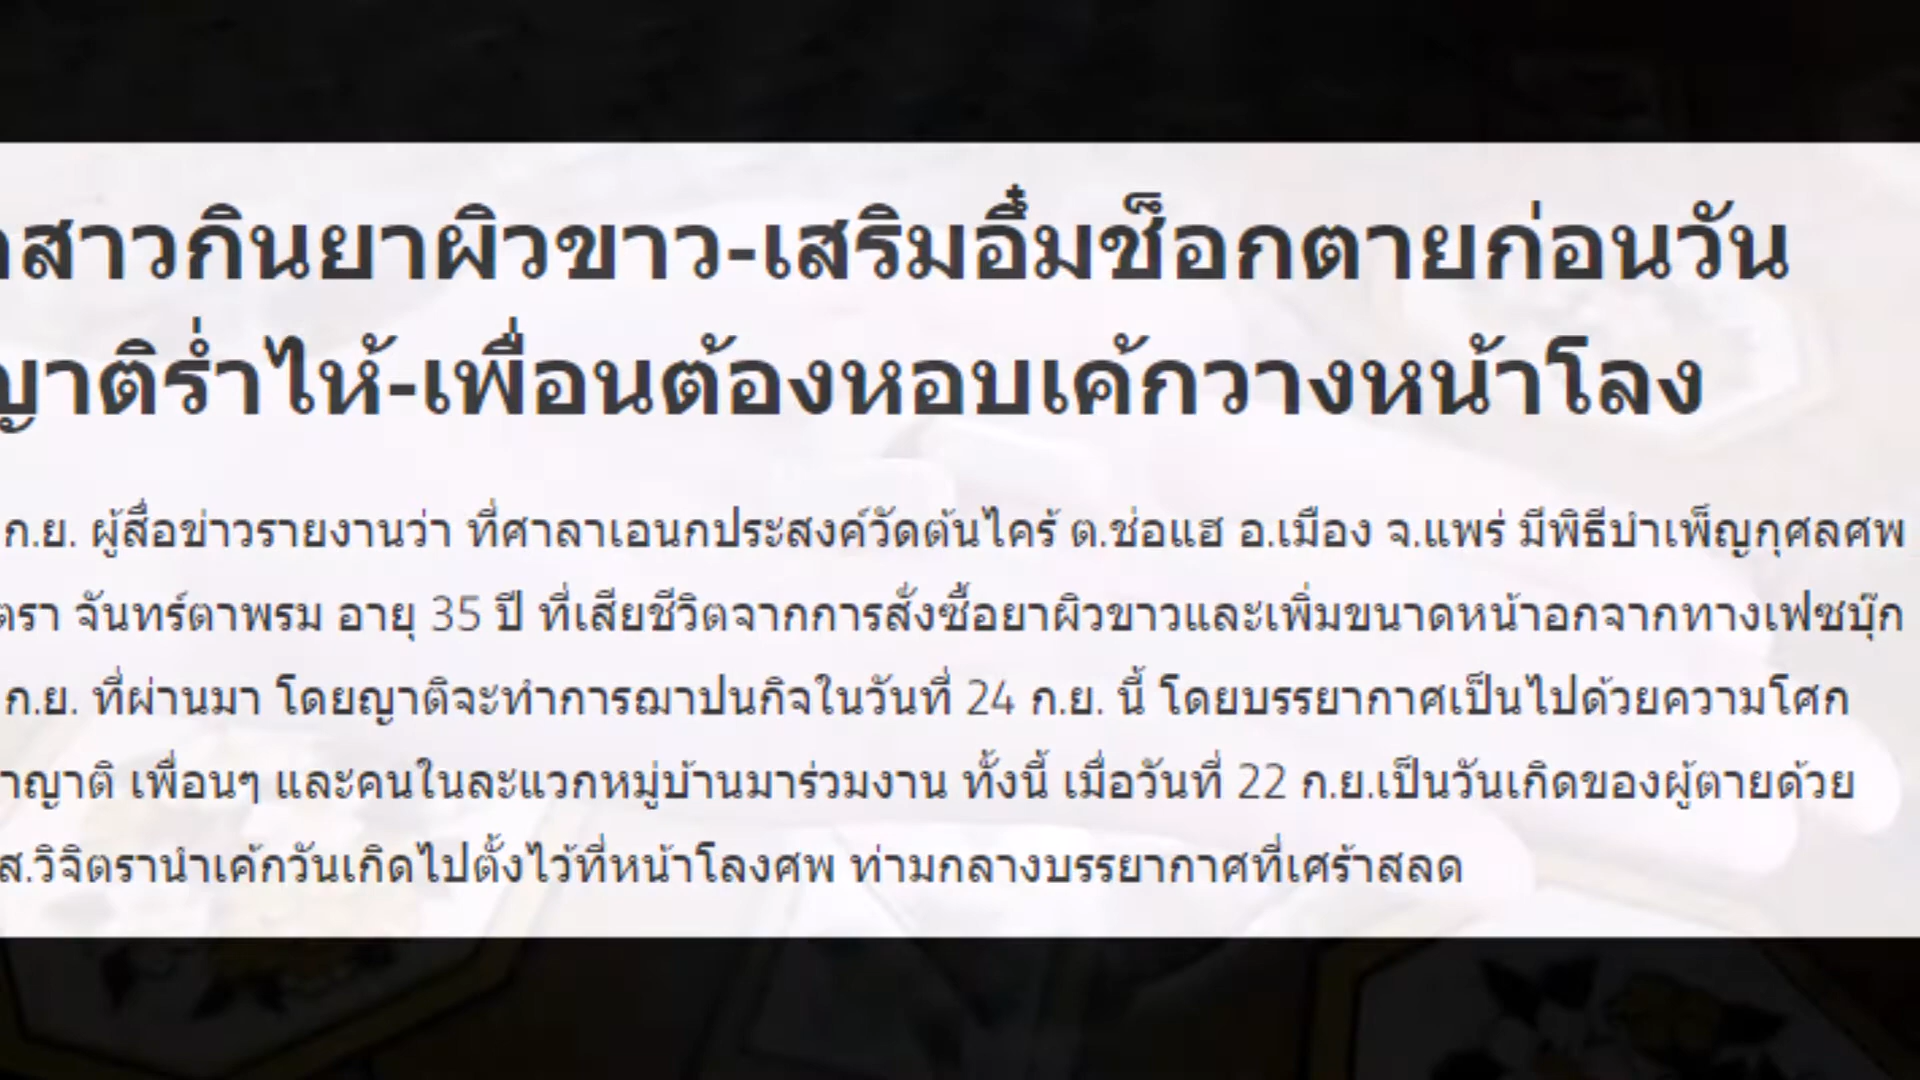 สาวกินยาผิวขาว-เสริมอึ๋มช็อกตายก่อนวัน
ญาติร่ำไห้-เพื่อนต้องหอบเค้กวางหน้าโลง
ก.ย. ผู้สื่อข่าวรายงานว่า ที่ศาลาเอนกประสงค์วัดต้นไคร้ ต.ช่อแฮ อ.เมือง จ.แพร่ มีพิธีบำเพ็ญกุศลศพ
ตรา จันทร์ตาพรม อายุ 35 ปี ที่เสียชีวิตจากการสั่งซื้อยาผิวขาวและเพิ่มขนาดหน้าอกจากทางเฟซบุ๊ก
ก.ย. ที่ผ่านมา โดยญาติจะทำการฌาปนกิจในวันที่ 24 ก.ย. นี้ โดยบรรยากาศเป็นไปด้วยความโศก
าญาติ เพื่อนๆ และคนในละแวกหมู่บ้านมาร่วมงาน ทั้งนี้ เมื่อวันที่ 22 ก.ย.เป็นวันเกิดของผู้ตายด้วย
ส.วิจิตรานำเค้กวันเกิดไปตั้งไว้ที่หน้าโลงศพ ท่ามกลางบรรยากาศที่เศร้าสลด